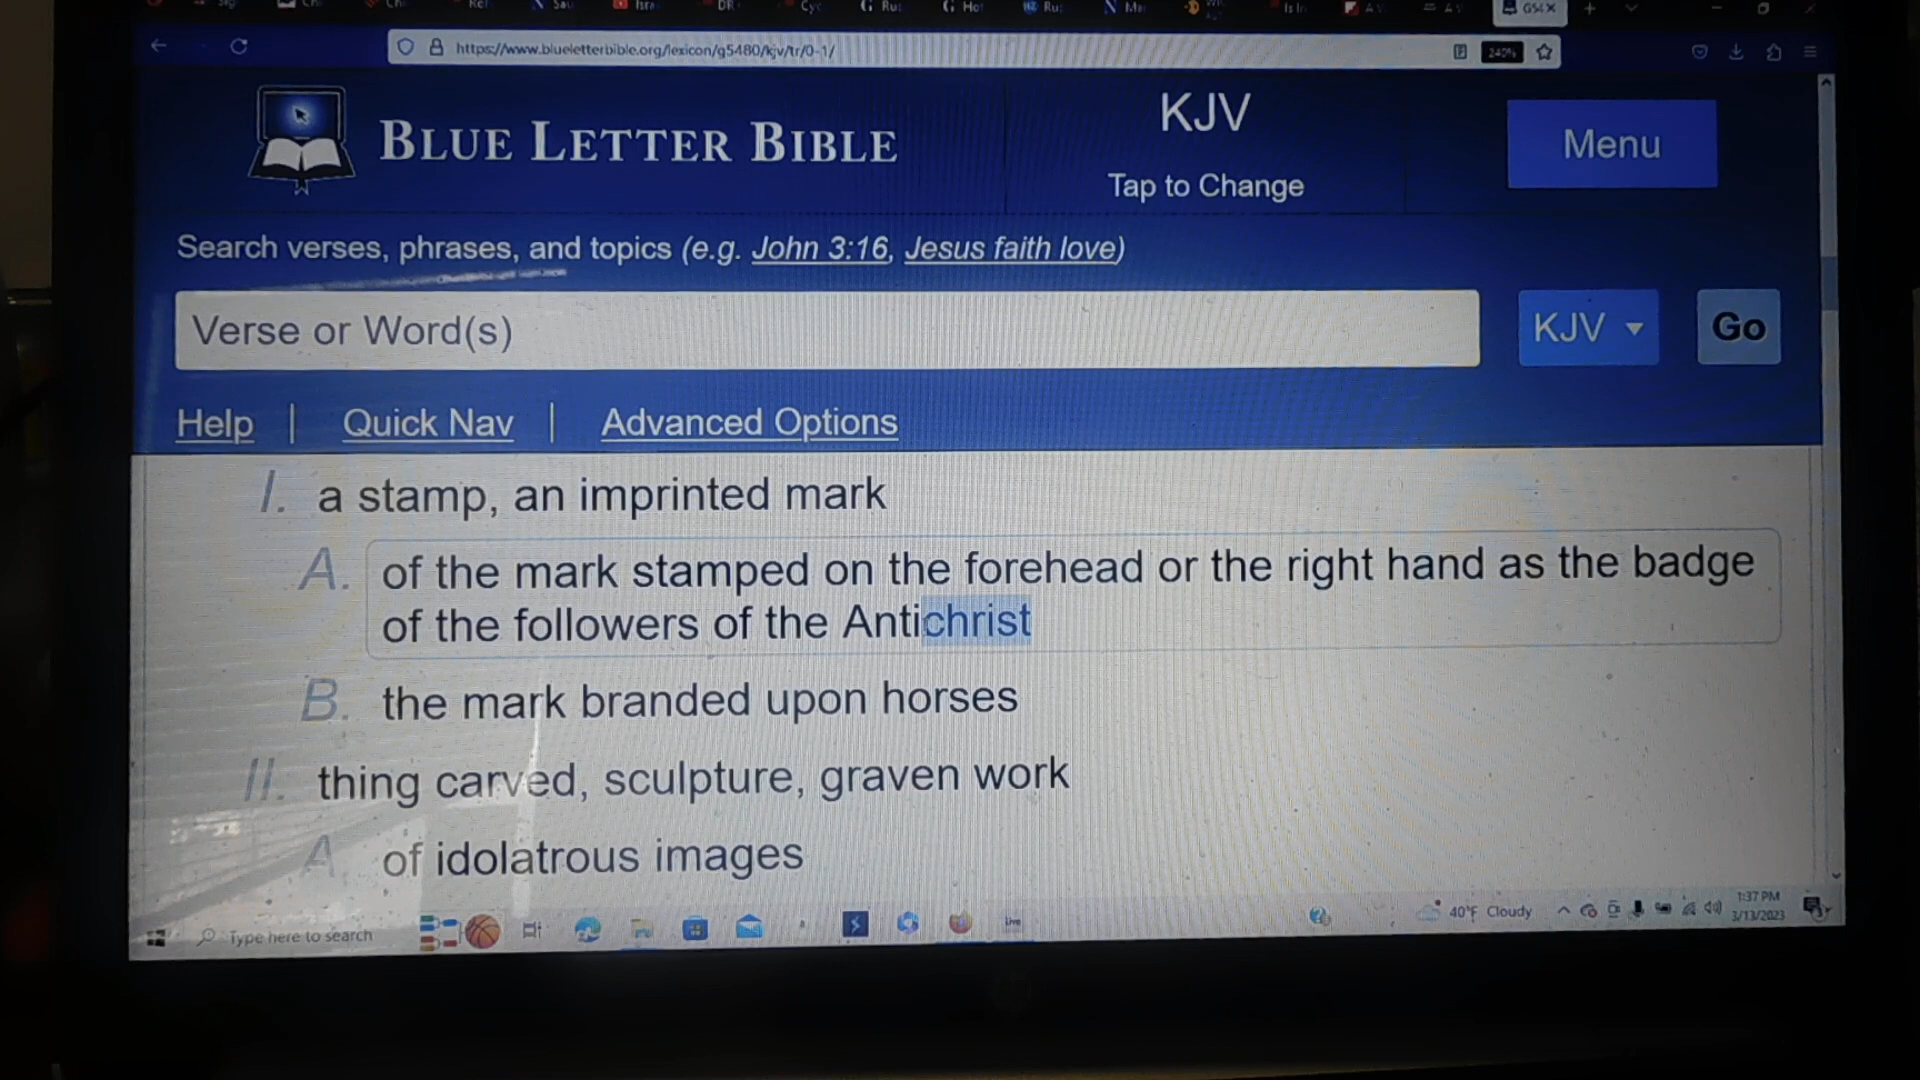 https://www.blueletterbible.org/lexicon/g5480/kjv/tr/0-1/
240%
BLUE LETTER BIBLE
KJV
Tap to Change
Menu
Search verses, phrases, and topics (e.g. John 3:16, Jesus faith love)
Verse or Word(s)
KJV
Go
Help | Quick Nav | Advanced Options
I. a stamp, an imprinted mark
A. of the mark stamped on the forehead or the right hand as the badge
of the followers of the Antichrist
B. the mark branded upon horses
II. thing carved, sculpture, graven work
A. of idolatrous images
Type here to search
40°F Cloudy
1:37 PM
3/13/2023